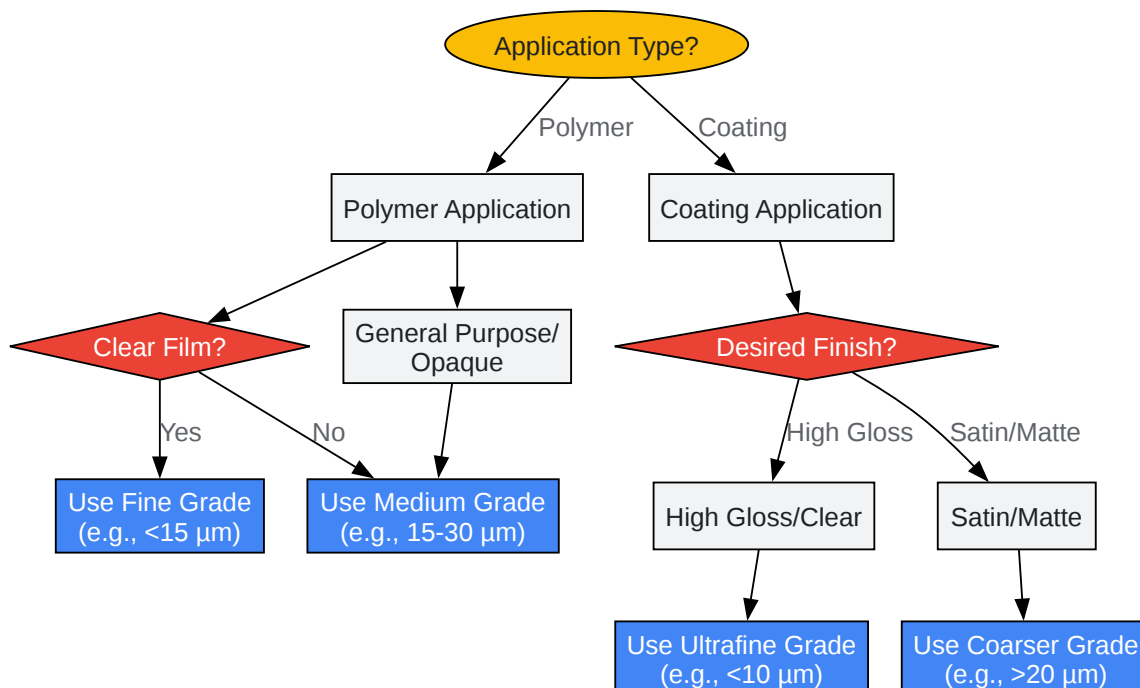 Application Type?
Polymer
Coating
Polymer Application
Coating Application
Clear Film?
General Purpose/
Opaque
Desired Finish?
Yes
No
High Gloss
Satin/Matte
Use Fine Grade
(e.g., <15 µm)
Use Medium Grade
(e.g., 15-30 µm)
High Gloss/Clear
Satin/Matte
Use Ultrafine Grade
(e.g., <10 µm)
Use Coarser Grade
(e.g., >20 µm)